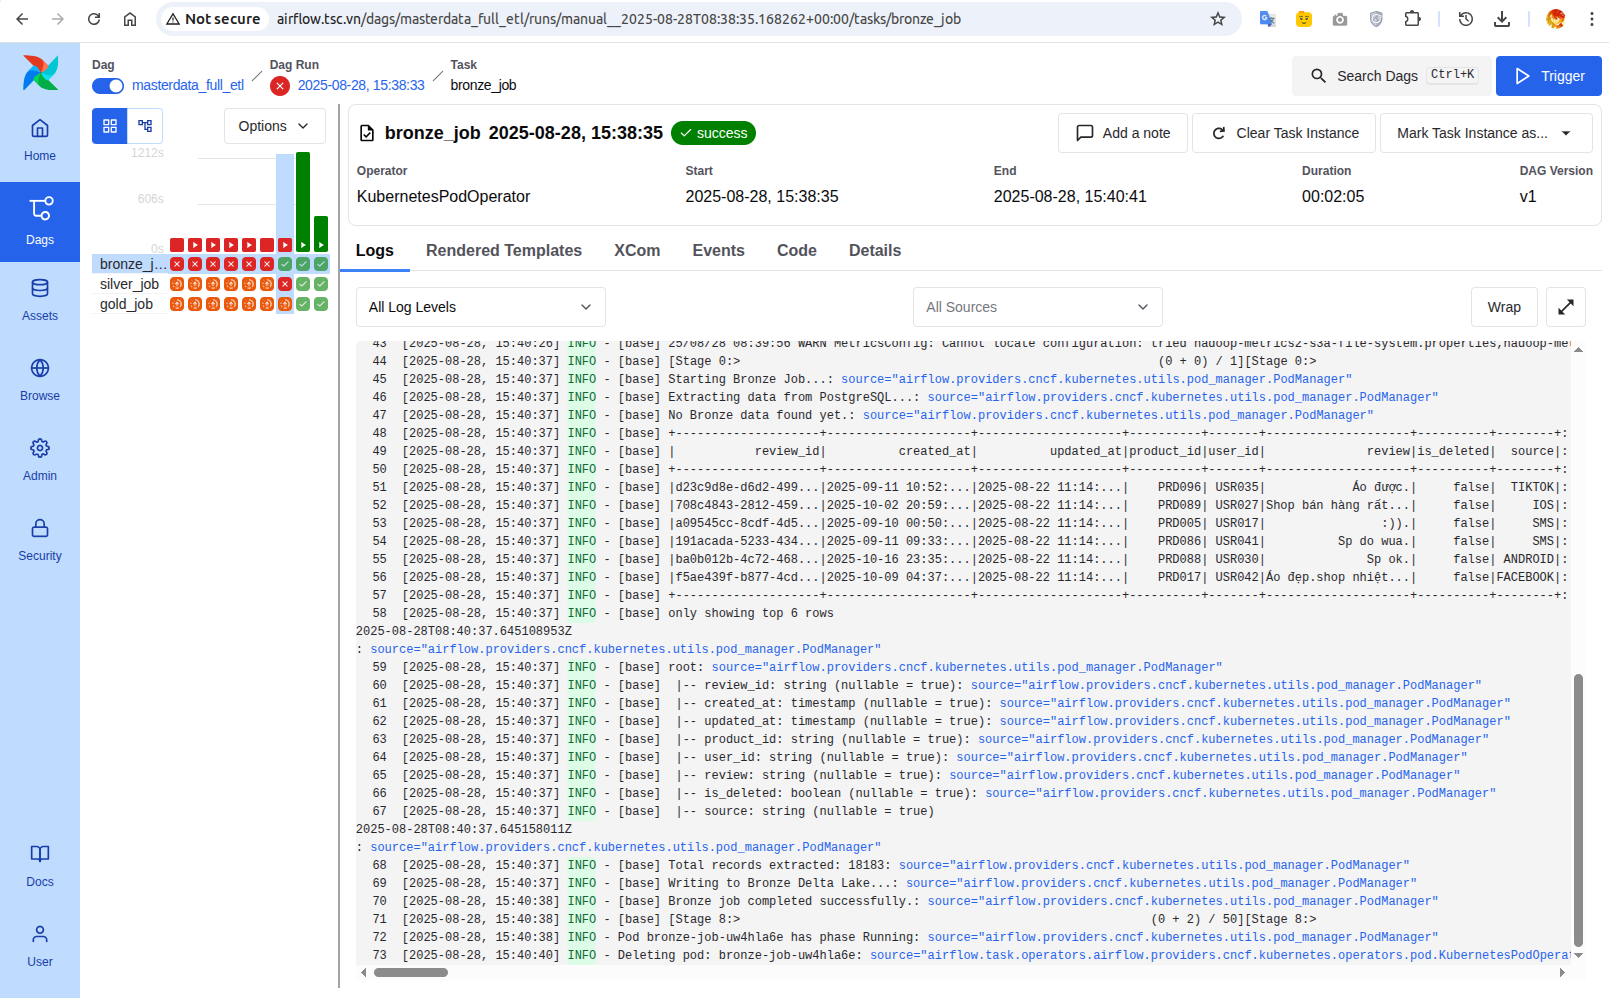 Not secure
airflow.tsc.vn/dags/masterdata_full_etl/runs/manual__2025-08-28T08:38:35.168262+00:00/tasks/bronze_job
Home
Dags
Assets
Browse
Admin
Security
Docs
User
Dag
masterdata_full_etl
Dag Run
2025-08-28, 15:38:33
Task
bronze_job
Search Dags Ctrl+K
Trigger
Options
1212s
606s
0s
bronze_j...
silver_job
gold_job
bronze_job 2025-08-28, 15:38:35 success
Add a note
Clear Task Instance
Mark Task Instance as...
Operator Start End Duration DAG Version
KubernetesPodOperator 2025-08-28, 15:38:35 2025-08-28, 15:40:41 00:02:05 v1
Logs Rendered Templates XCom Events Code Details
All Log Levels
All Sources
Wrap
43 [2025-08-28, 15:40:26] INFO - [base] 25/08/28 08:39:56 WARN MetricsConfig: Cannot locate configuration: tried hadoop-metrics2-s3a-file-system.properties,hadoop-me
44 [2025-08-28, 15:40:37] INFO - [base] [Stage 0:> (0 + 0) / 1][Stage 0:>
45 [2025-08-28, 15:40:37] INFO - [base] Starting Bronze Job...: source="airflow.providers.cncf.kubernetes.utils.pod_manager.PodManager"
46 [2025-08-28, 15:40:37] INFO - [base] Extracting data from PostgreSQL...: source="airflow.providers.cncf.kubernetes.utils.pod_manager.PodManager"
47 [2025-08-28, 15:40:37] INFO - [base] No Bronze data found yet.: source="airflow.providers.cncf.kubernetes.utils.pod_manager.PodManager"
48 [2025-08-28, 15:40:37] INFO - [base] +--------------------+--------------------+--------------------+----------+-------+--------------------+----------+--------+:
49 [2025-08-28, 15:40:37] INFO - [base] | review_id| created_at| updated_at|product_id|user_id| review|is_deleted| source|:
50 [2025-08-28, 15:40:37] INFO - [base] +--------------------+--------------------+--------------------+----------+-------+--------------------+----------+--------+:
51 [2025-08-28, 15:40:37] INFO - [base] |d23c9d8e-d6d2-499...|2025-09-11 10:52:...|2025-08-22 11:14:...| PRD096| USR035| Áo được.| false| TIKTOK|:
52 [2025-08-28, 15:40:37] INFO - [base] |708c4843-2812-459...|2025-10-02 20:59:...|2025-08-22 11:14:...| PRD089| USR027|Shop bán hàng rất...| false| IOS|:
53 [2025-08-28, 15:40:37] INFO - [base] |a09545cc-8cdf-4d5...|2025-09-10 00:50:...|2025-08-22 11:14:...| PRD005| USR017| :)).| false| SMS|:
54 [2025-08-28, 15:40:37] INFO - [base] |191acada-5233-434...|2025-09-11 09:33:...|2025-08-22 11:14:...| PRD086| USR041| Sp do wua.| false| SMS|:
55 [2025-08-28, 15:40:37] INFO - [base] |ba0b012b-4c72-468...|2025-10-16 23:35:...|2025-08-22 11:14:...| PRD088| USR030| Sp ok.| false| ANDROID|:
56 [2025-08-28, 15:40:37] INFO - [base] |f5ae439f-b877-4cd...|2025-10-09 04:37:...|2025-08-22 11:14:...| PRD017| USR042|Áo đẹp.shop nhiệt...| false|FACEBOOK|:
57 [2025-08-28, 15:40:37] INFO - [base] +--------------------+--------------------+--------------------+----------+-------+--------------------+----------+--------+:
58 [2025-08-28, 15:40:37] INFO - [base] only showing top 6 rows
2025-08-28T08:40:37.645108953Z
: source="airflow.providers.cncf.kubernetes.utils.pod_manager.PodManager"
59 [2025-08-28, 15:40:37] INFO - [base] root: source="airflow.providers.cncf.kubernetes.utils.pod_manager.PodManager"
60 [2025-08-28, 15:40:37] INFO - [base] |-- review_id: string (nullable = true): source="airflow.providers.cncf.kubernetes.utils.pod_manager.PodManager"
61 [2025-08-28, 15:40:37] INFO - [base] |-- created_at: timestamp (nullable = true): source="airflow.providers.cncf.kubernetes.utils.pod_manager.PodManager"
62 [2025-08-28, 15:40:37] INFO - [base] |-- updated_at: timestamp (nullable = true): source="airflow.providers.cncf.kubernetes.utils.pod_manager.PodManager"
63 [2025-08-28, 15:40:37] INFO - [base] |-- product_id: string (nullable = true): source="airflow.providers.cncf.kubernetes.utils.pod_manager.PodManager"
64 [2025-08-28, 15:40:37] INFO - [base] |-- user_id: string (nullable = true): source="airflow.providers.cncf.kubernetes.utils.pod_manager.PodManager"
65 [2025-08-28, 15:40:37] INFO - [base] |-- review: string (nullable = true): source="airflow.providers.cncf.kubernetes.utils.pod_manager.PodManager"
66 [2025-08-28, 15:40:37] INFO - [base] |-- is_deleted: boolean (nullable = true): source="airflow.providers.cncf.kubernetes.utils.pod_manager.PodManager"
67 [2025-08-28, 15:40:37] INFO - [base] |-- source: string (nullable = true)
2025-08-28T08:40:37.645158011Z
: source="airflow.providers.cncf.kubernetes.utils.pod_manager.PodManager"
68 [2025-08-28, 15:40:37] INFO - [base] Total records extracted: 18183: source="airflow.providers.cncf.kubernetes.utils.pod_manager.PodManager"
69 [2025-08-28, 15:40:37] INFO - [base] Writing to Bronze Delta Lake...: source="airflow.providers.cncf.kubernetes.utils.pod_manager.PodManager"
70 [2025-08-28, 15:40:38] INFO - [base] Bronze job completed successfully.: source="airflow.providers.cncf.kubernetes.utils.pod_manager.PodManager"
71 [2025-08-28, 15:40:38] INFO - [base] [Stage 8:> (0 + 2) / 50][Stage 8:>
72 [2025-08-28, 15:40:38] INFO - Pod bronze-job-uw4hla6e has phase Running: source="airflow.providers.cncf.kubernetes.utils.pod_manager.PodManager"
73 [2025-08-28, 15:40:40] INFO - Deleting pod: bronze-job-uw4hla6e: source="airflow.task.operators.airflow.providers.cncf.kubernetes.operators.pod.KubernetesPodOpera